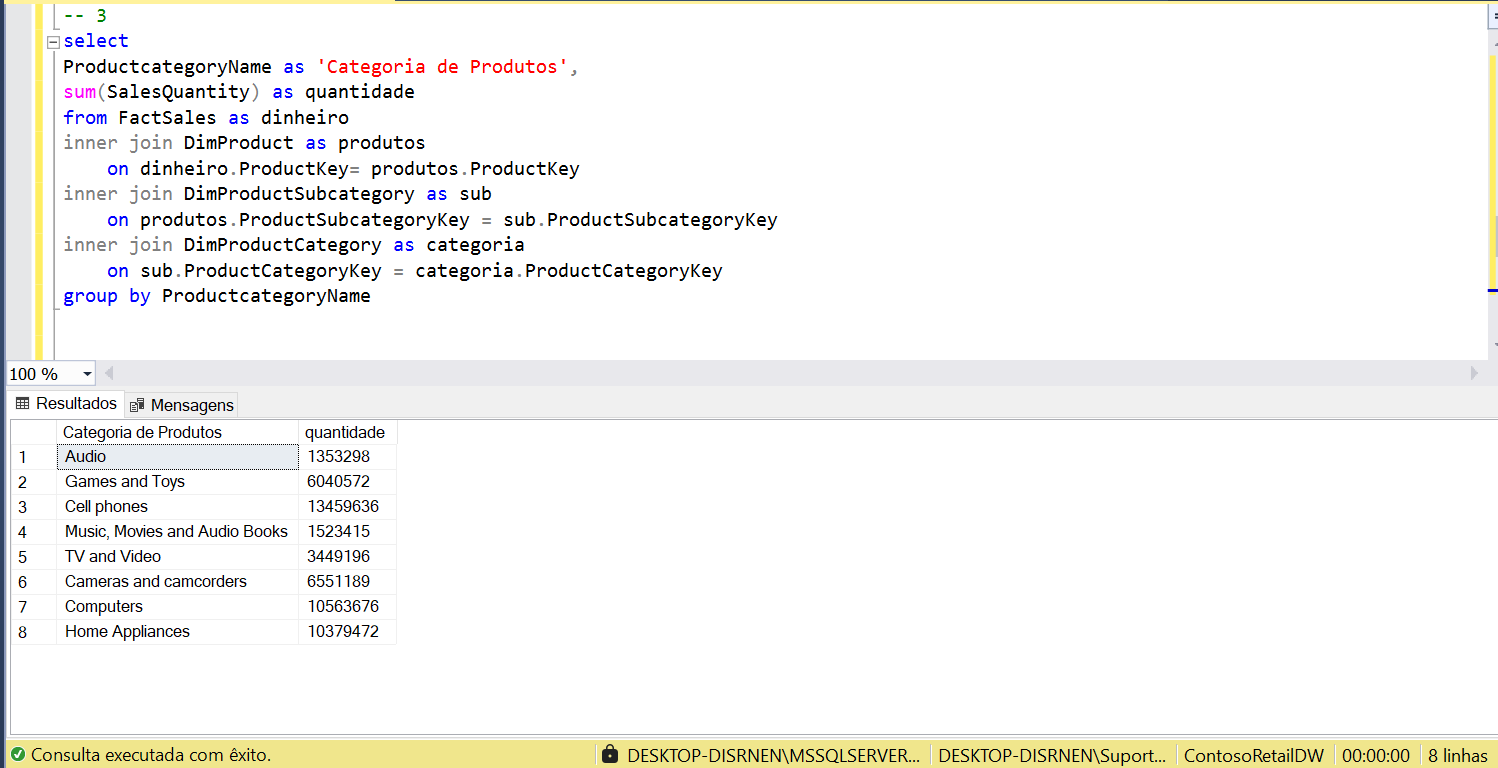 -- 3
select
ProductcategoryName as 'Categoria de Produtos',
sum(SalesQuantity) as quantidade
from FactSales as dinheiro
inner join DimProduct as produtos
on dinheiro.ProductKey= produtos.ProductKey
inner join DimProductSubcategory as sub
on produtos.ProductSubcategoryKey = sub.ProductSubcategoryKey
inner join DimProductCategory as categoria
on sub.ProductCategoryKey = categoria.ProductCategoryKey
group by ProductcategoryName
100 %
Resultados Mensagens
Categoria de Produtos quantidade
1 Audio 1353298
2 Games and Toys 6040572
3 Cell phones 13459636
4 Music, Movies and Audio Books 1523415
5 TV and Video 3449196
6 Cameras and camcorders 6551189
7 Computers 10563676
8 Home Appliances 10379472
Consulta executada com êxito. DESKTOP-DISRNEN\MSSQLSERVER... DESKTOP-DISRNEN\Suport... ContosoRetailDW 00:00:00 8 linhas